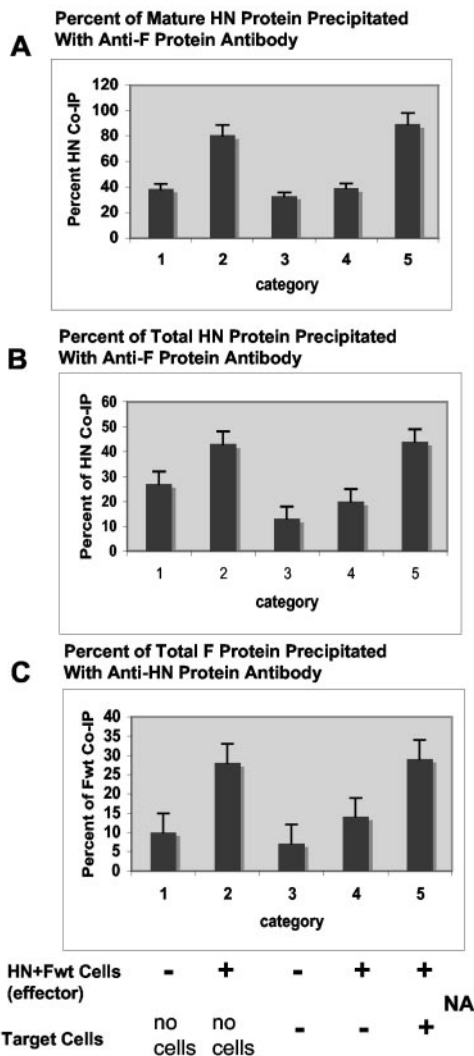 Percent of Mature HN Protein Precipitated
With Anti-F Protein Antibody
A
Percent HN Co-IP
120
100
80
60
40
20
0
1 2 3 4 5
category
Percent of Total HN Protein Precipitated
With Anti-F Protein Antibody
B
Percent of HN Co-IP
60
50
40
30
20
10
0
1 2 3 4 5
category
Percent of Total F Protein Precipitated
With Anti-HN Protein Antibody
C
Percent of Fwt Co-IP
40
35
30
25
20
15
10
5
0
1 2 3 4 5
category
HN+Fwt Cells - + - + +
(effector)
NA
Target Cells no cells no cells - - +